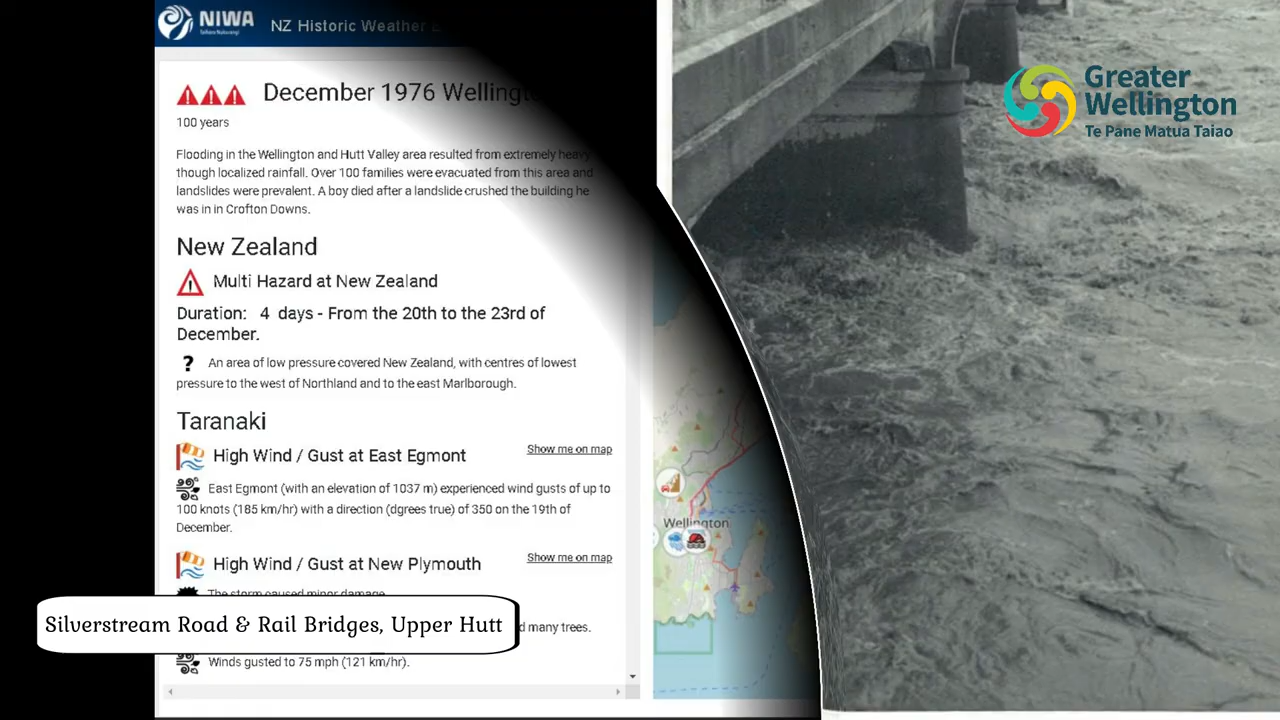 NIWA
Taihoro Nukurangi
NZ Historic Weather
December 1976 Wellingt
100 years
Flooding in the Wellington and Hutt Valley area resulted from extremely heavy
though localized rainfall. Over 100 families were evacuated from this area and
landslides were prevalent. A boy died after a landslide crushed the building he
was in in Crofton Downs.
New Zealand
Multi Hazard at New Zealand
Duration: 4 days - From the 20th to the 23rd of
December.
? An area of low pressure covered New Zealand, with centres of lowest
pressure to the west of Northland and to the east Marlborough.
Taranaki
High Wind / Gust at East Egmont
Show me on map
East Egmont (with an elevation of 1037 m) experienced wind gusts of up to
100 knots (185 km/hr) with a direction (dgrees true) of 350 on the 19th of
December.
High Wind / Gust at New Plymouth
Show me on map
The storm caused minor damage.
d many trees.
Winds gusted to 75 mph (121 km/hr).
Silverstream Road & Rail Bridges, Upper Hutt
Wellington
Greater
Wellington
Te Pane Matua Taiao